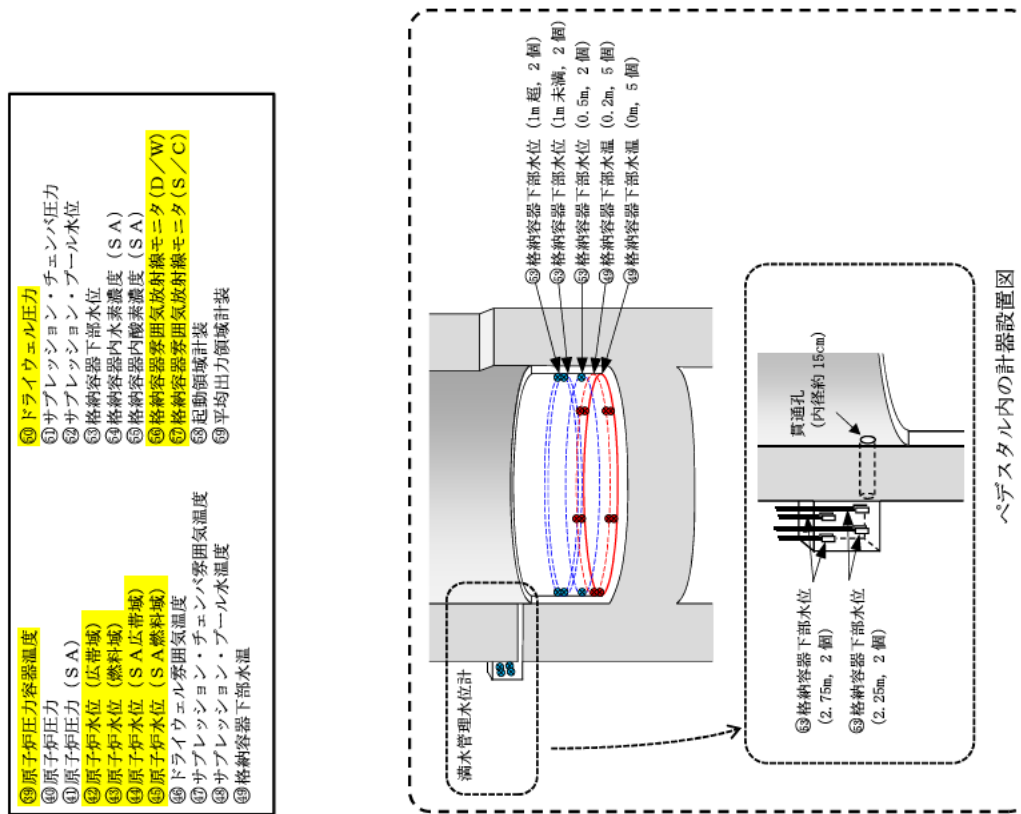 ㊴原子炉圧力容器温度
㊵原子炉圧力
㊶原子炉圧力（ＳＡ）
㊷原子炉水位（広帯域）
㊸原子炉水位（燃料域）
㊹原子炉水位（ＳＡ広帯域）
㊺原子炉水位（ＳＡ燃料域）
㊻ドライウェル雰囲気温度
㊼サプレッション・チェンバ雰囲気温度
㊽サプレッション・プール水温度
㊾格納容器下部水温
㊿ドライウェル圧力
51サプレッション・チェンバ圧力
52サプレッション・プール水位
53格納容器下部水位
54格納容器内水素濃度（ＳＡ）
55格納容器内酸素濃度（ＳＡ）
56格納容器雰囲気放射線モニタ(Ｄ／Ｗ)
57格納容器雰囲気放射線モニタ(Ｓ／Ｃ)
58起動領域計装
59平均出力領域計装
満水管理水位計
53格納容器下部水位（1m 超, 2 個）
53格納容器下部水位（1m 未満, 2 個）
53格納容器下部水位（0.5m, 2 個）
㊾格納容器下部水温（0.2m, 5 個）
㊾格納容器下部水温（0m, 5 個）
53格納容器下部水位
（2.75m, 2 個）
53格納容器下部水位
（2.25m, 2 個）
貫通孔
（内径約 15cm）
ペデスタル内の計器設置図